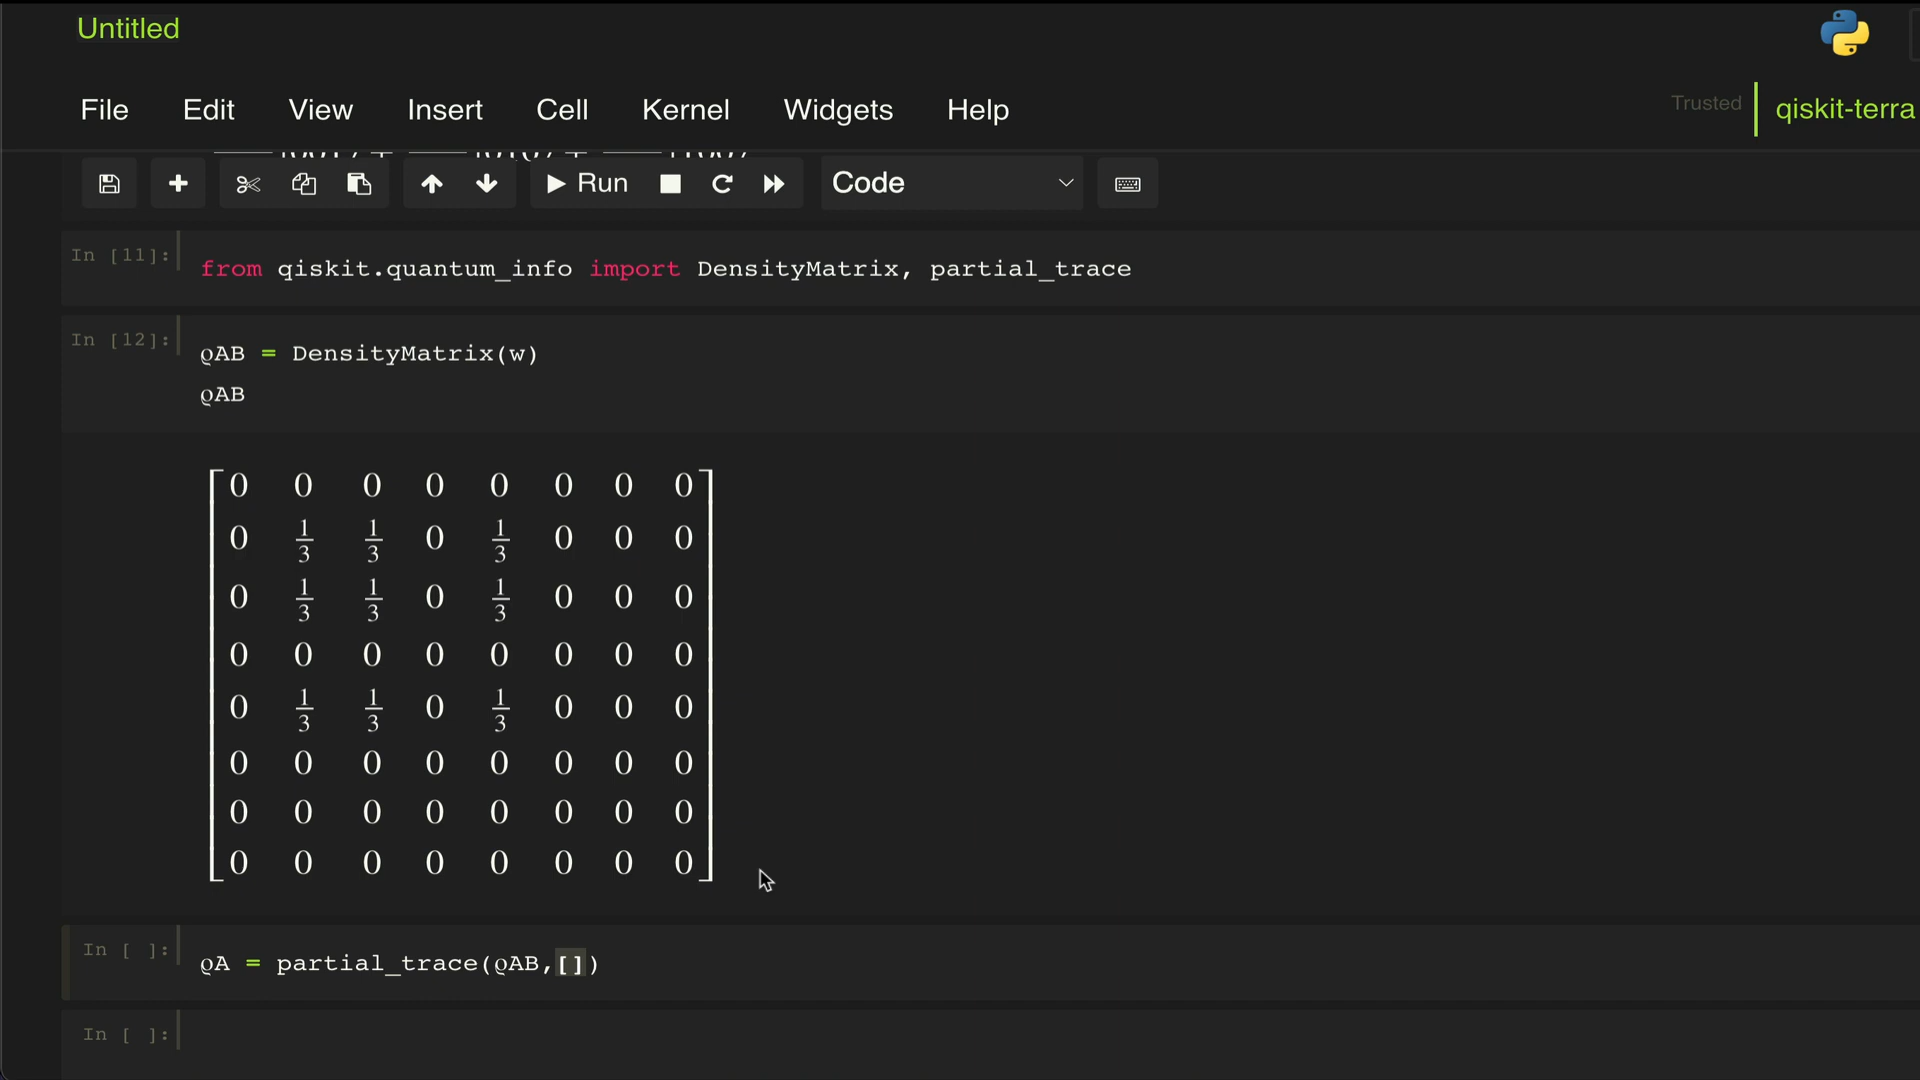 Untitled
File Edit View Insert Cell Kernel Widgets Help Trusted qiskit-terra
Run Code
In [11]: from qiskit.quantum_info import DensityMatrix, partial_trace
In [12]: ρAB = DensityMatrix(w)
ρAB
0 0 0 0 0 0 0 0
0 1/3 1/3 0 1/3 0 0 0
0 1/3 1/3 0 1/3 0 0 0
0 0 0 0 0 0 0 0
0 1/3 1/3 0 1/3 0 0 0
0 0 0 0 0 0 0 0
0 0 0 0 0 0 0 0
0 0 0 0 0 0 0 0
In [ ]: ρA = partial_trace(ρAB,[])
In [ ]: